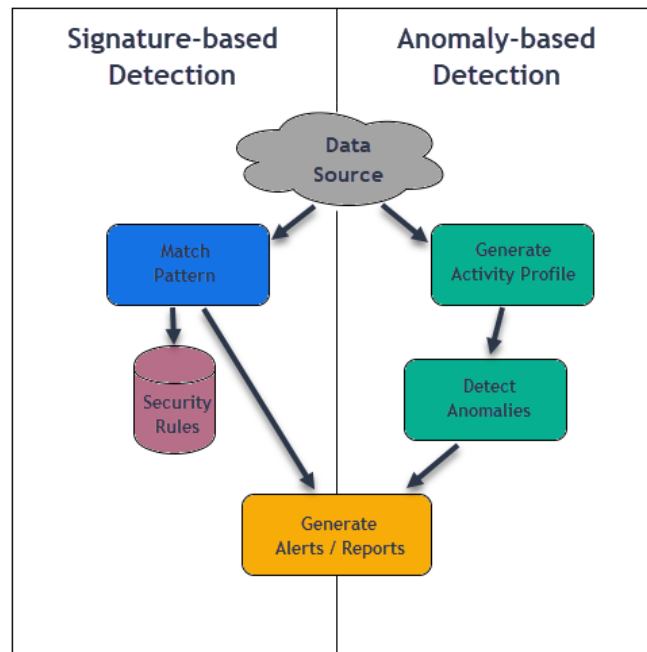 Signature-based
Detection
Anomaly-based
Detection
Data
Source
Match
Pattern
Generate
Activity Profile
Security
Rules
Detect
Anomalies
Generate
Alerts / Reports